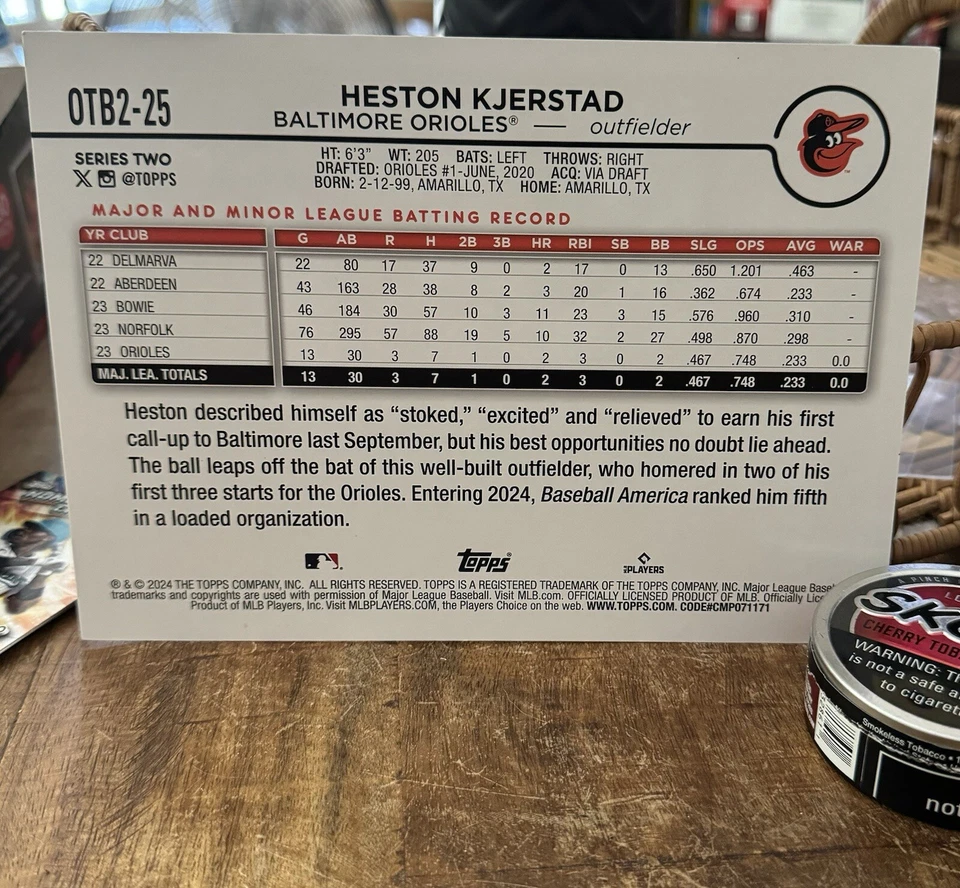 OTB2-25
HESTON KJERSTAD
BALTIMORE ORIOLES® — outfielder
SERIES TWO
@TOPPS
HT: 6'3" WT: 205 BATS: LEFT THROWS: RIGHT
DRAFTED: ORIOLES #1-JUNE, 2020 ACQ: VIA DRAFT
BORN: 2-12-99, AMARILLO, TX HOME: AMARILLO, TX
MAJOR AND MINOR LEAGUE BATTING RECORD
YR CLUB G AB R H 2B 3B HR RBI SB BB SLG OPS AVG WAR
22 DELMARVA 22 80 17 37 9 0 2 17 0 13 .650 1.201 .463 -
22 ABERDEEN 43 163 28 38 8 2 3 20 1 16 .362 .674 .233 -
23 BOWIE 46 184 30 57 10 3 11 23 3 15 .576 .960 .310 -
23 NORFOLK 76 295 57 88 19 5 10 32 2 27 .498 .870 .298 -
23 ORIOLES 13 30 3 7 1 0 2 3 0 2 .467 .748 .233 0.0
MAJ. LEA. TOTALS 13 30 3 7 1 0 2 3 0 2 .467 .748 .233 0.0
Heston described himself as “stoked,” “excited” and “relieved” to earn his first
call-up to Baltimore last September, but his best opportunities no doubt lie ahead.
The ball leaps off the bat of this well-built outfielder, who homered in two of his
first three starts for the Orioles. Entering 2024, Baseball America ranked him fifth
in a loaded organization.
topps®
PLAYERS
® & © 2024 THE TOPPS COMPANY, INC. ALL RIGHTS RESERVED. TOPPS IS A REGISTERED TRADEMARK OF THE TOPPS COMPANY, INC. Major League Base
trademarks and copyrights are used with permission of Major League Baseball. Visit MLB.com. OFFICIALLY LICENSED PRODUCT OF MLB. Officially Lice
Product of MLB Players, Inc. Visit MLBPLAYERS.COM, the Players Choice on the web. WWW.TOPPS.COM. CODE#CMP071171
A PINCH
LO
SKO
CHERRY TOB
WARNING: TH
is not a safe a
to cigaret
Smokeless Tobacco
not